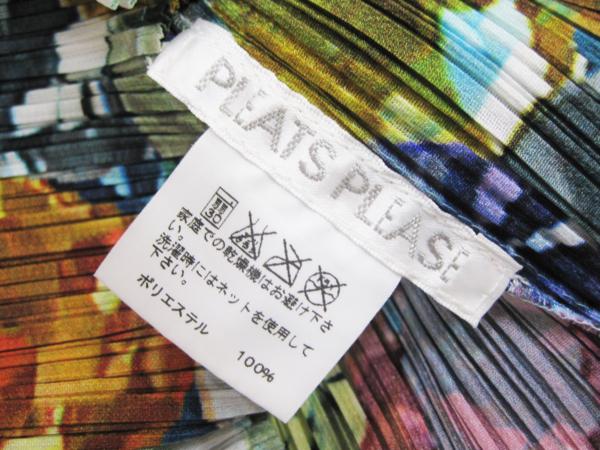 PLEATS PLEASE
30
家庭での乾燥機はお避け下さ
い。
洗濯時にはネットを使用して
下さい。
ポリエステル
100%